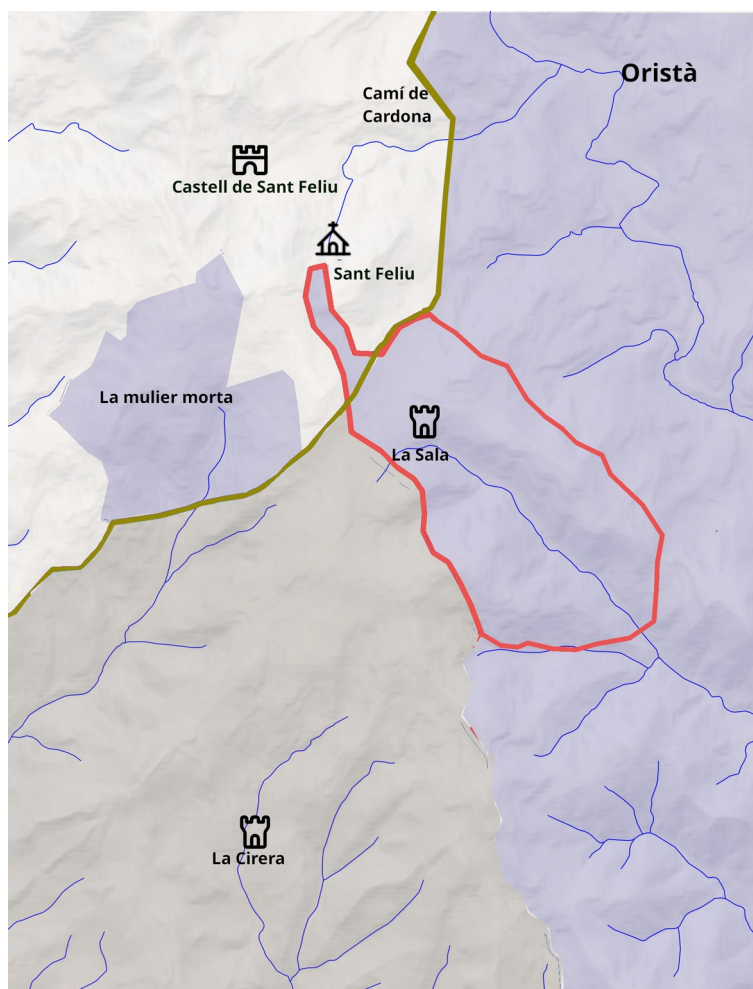 Oristà
Camí de
Cardona
Castell de Sant Feliu
Sant Feliu
La mulier morta
La Sala
La Cirera